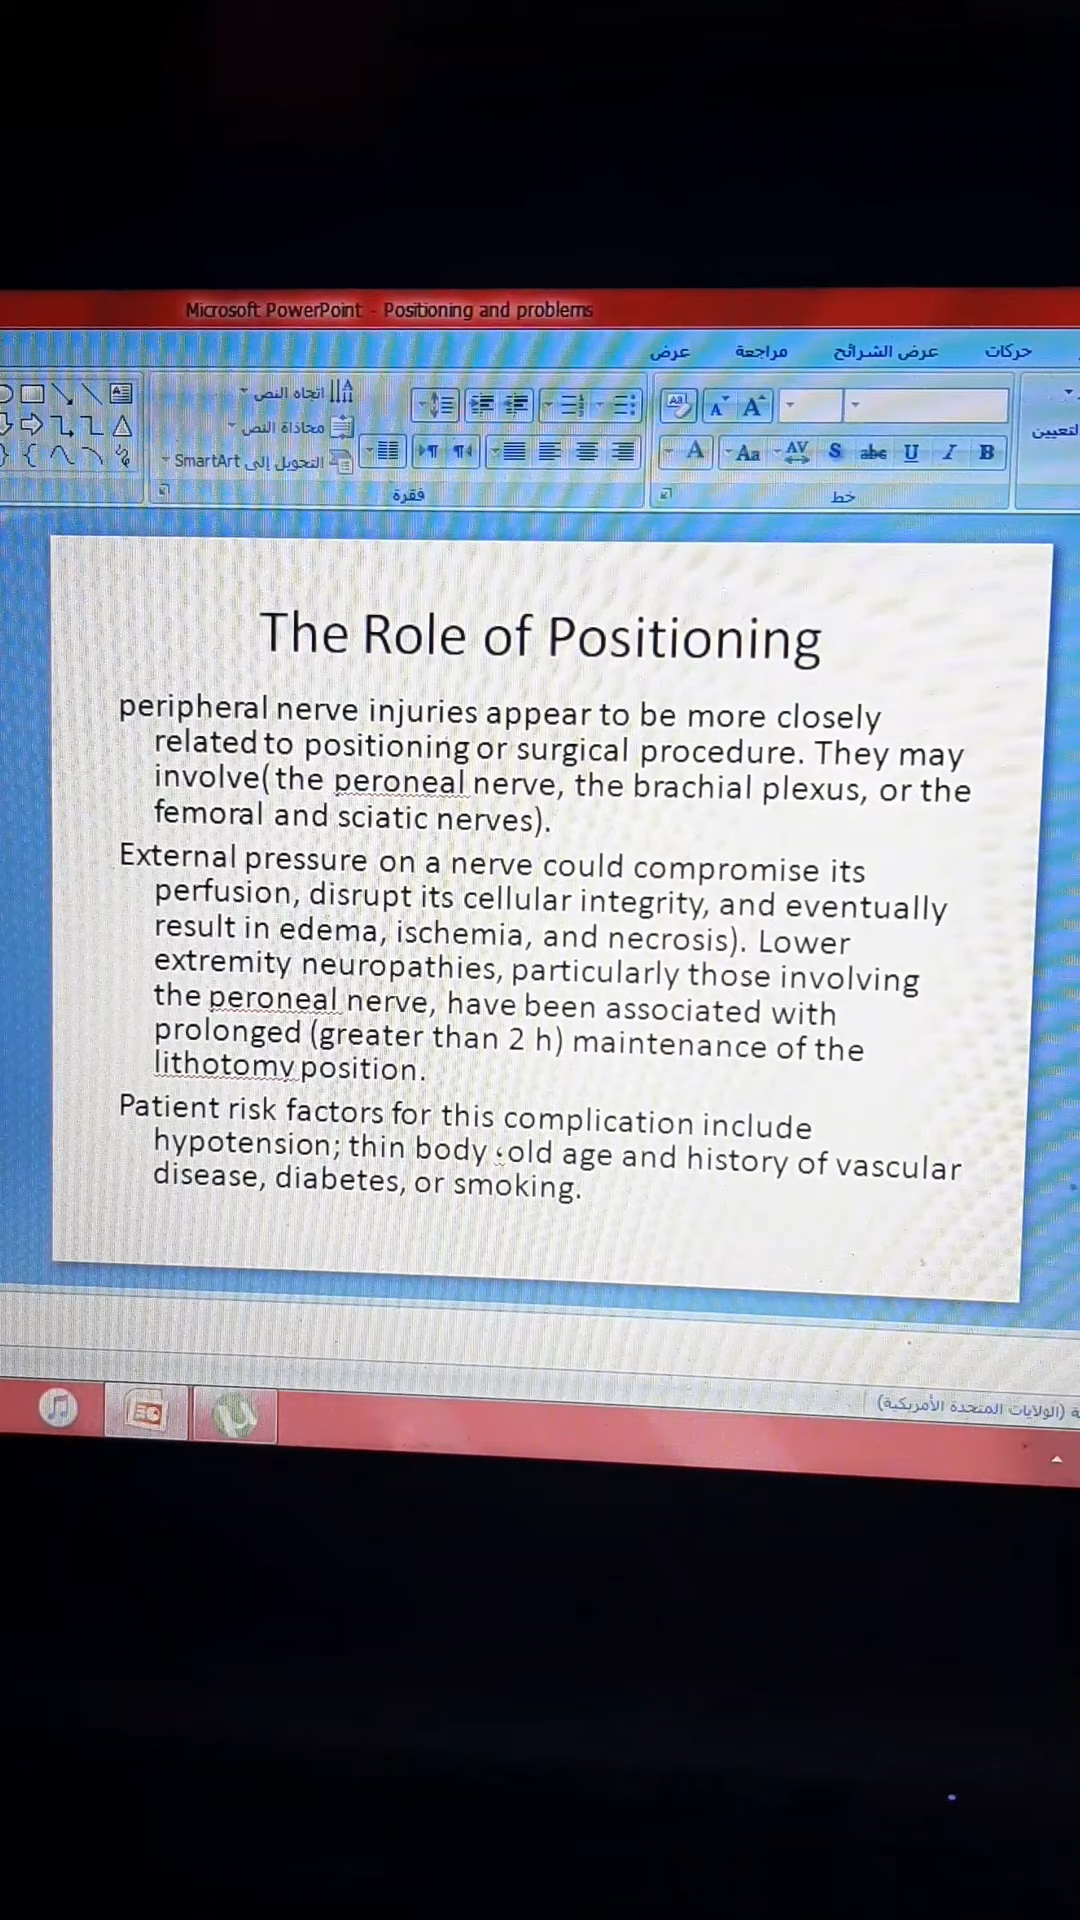 Microsoft PowerPoint - Positioning and problems
حركات عرض الشرائح مراجعة عرض
اتجاه النص
محاذاة النص
التحويل إلى SmartArt
A A
A Aa AV S abc U I B
فقرة
خط
The Role of Positioning
peripheral nerve injuries appear to be more closely
related to positioning or surgical procedure. They may
involve( the peroneal nerve, the brachial plexus, or the
femoral and sciatic nerves).
External pressure on a nerve could compromise its
perfusion, disrupt its cellular integrity, and eventually
result in edema, ischemia, and necrosis). Lower
extremity neuropathies, particularly those involving
the peroneal nerve, have been associated with
prolonged (greater than 2 h) maintenance of the
lithotomy position.
Patient risk factors for this complication include
hypotension; thin body ؛old age and history of vascular
disease, diabetes, or smoking.
(الولايات المتحدة الأمريكية)